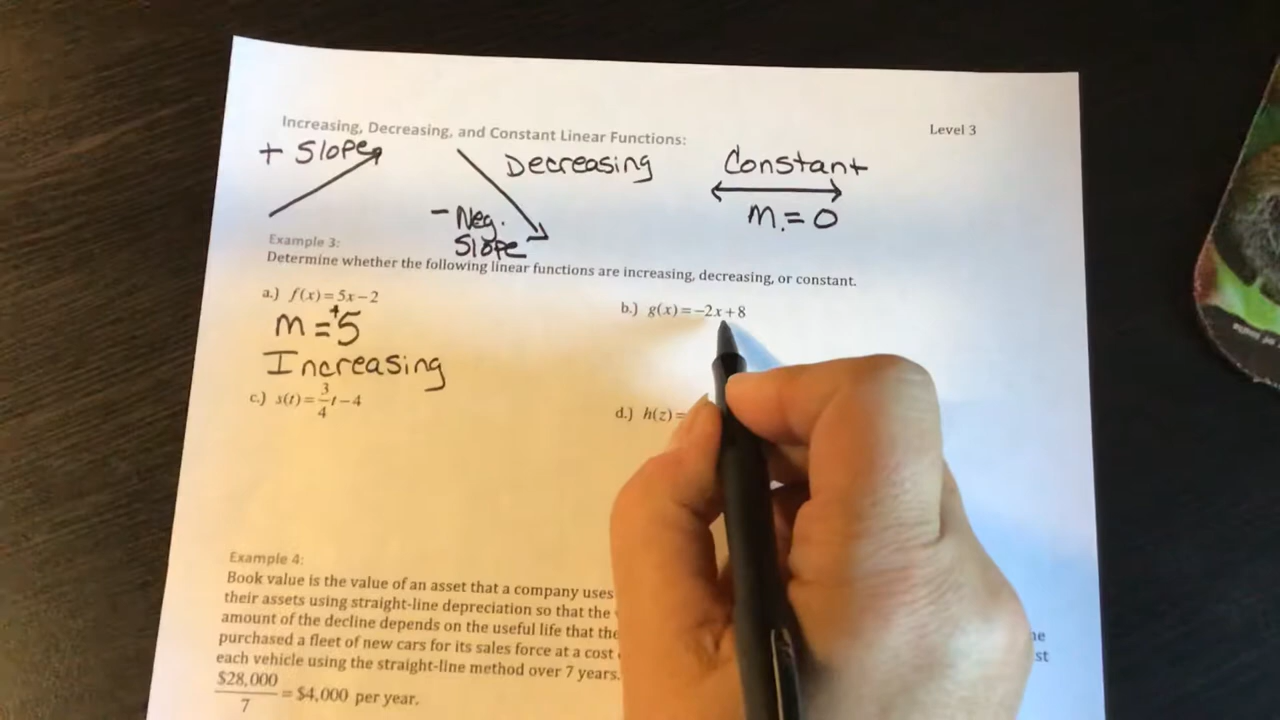 Increasing, Decreasing, and Constant Linear Functions:
Level 3
+ Slope
Decreasing
Constant
- Neg.
Slope
m = 0
Example 3:
Determine whether the following linear functions are increasing, decreasing, or constant.
a.) f(x)=5x−2
b.) g(x)=−2x+8
m = +5
Increasing
c.) s(t)=3/4 t−4
d.) h(z)=
Example 4:
Book value is the value of an asset that a company uses
their assets using straight-line depreciation so that the
amount of the decline depends on the useful life that the
purchased a fleet of new cars for its sales force at a cost
each vehicle using the straight-line method over 7 years.
st
$28,000/7 = $4,000 per year.